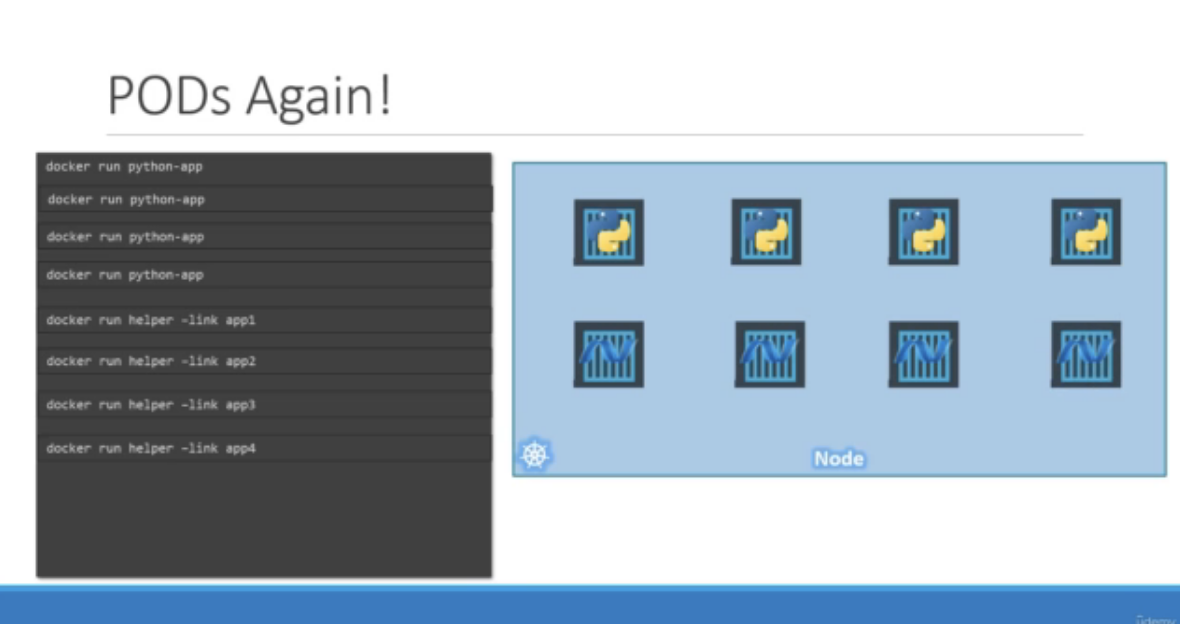 PODs Again!
docker run python-app
docker run python-app
docker run python-app
docker run python-app
docker run helper –link app1
docker run helper –link app2
docker run helper –link app3
docker run helper –link app4
Node
ûdemy